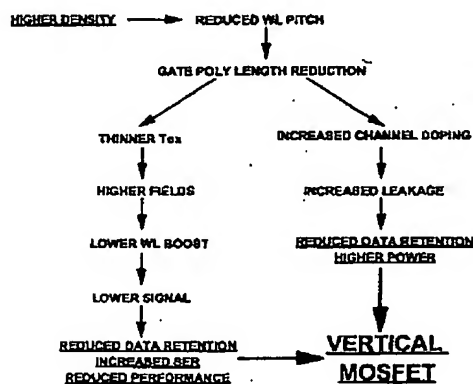 HIGHER DENSITY
REDUCED WL PITCH
GATE POLY LENGTH REDUCTION
THINNER Tox
INCREASED CHANNEL DOPING
HIGHER FIELDS
INCREASED LEAKAGE
LOWER WL BOOST
REDUCED DATA RETENTION
HIGHER POWER
LOWER SIGNAL
REDUCED DATA RETENTION
INCREASED SER
REDUCED PERFORMANCE
VERTICAL
MOSFET